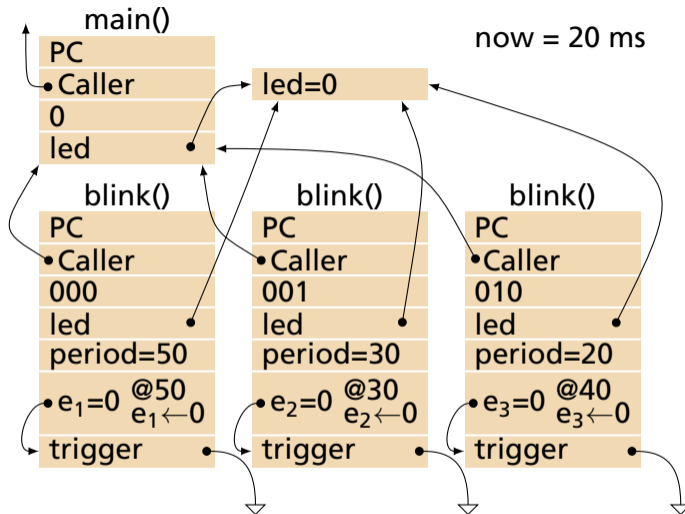 main()
PC
Caller
0
led
led=0
now = 20 ms
blink()
PC
Caller
000
led
period=50
e₁=0 @50
e₁←0
trigger
blink()
PC
Caller
001
led
period=30
e₂=0 @30
e₂←0
trigger
blink()
PC
Caller
010
led
period=20
e₃=0 @40
e₃←0
trigger